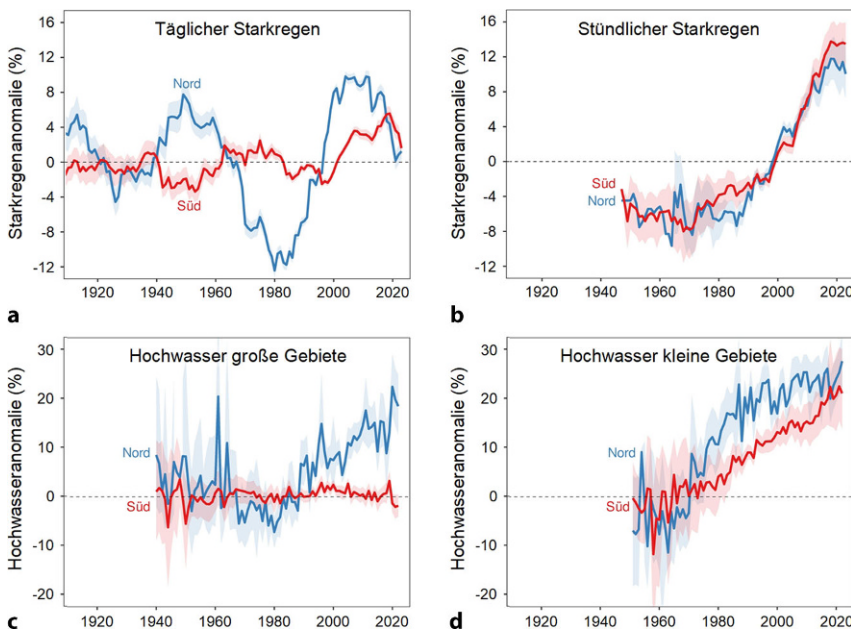 Täglicher Starkregen
Starkregenanomalie (%)
16
12
8
4
0
-4
-8
-12
Nord
Süd
1920 1940 1960 1980 2000 2020
a
Stündlicher Starkregen
Starkregenanomalie (%)
16
12
8
4
0
-4
-8
-12
Süd
Nord
1920 1940 1960 1980 2000 2020
b
Hochwasser große Gebiete
Hochwasseranomalie (%)
30
20
10
0
-10
-20
Nord
Süd
1920 1940 1960 1980 2000 2020
c
Hochwasser kleine Gebiete
Hochwasseranomalie (%)
30
20
10
0
-10
-20
Nord
Süd
1920 1940 1960 1980 2000 2020
d